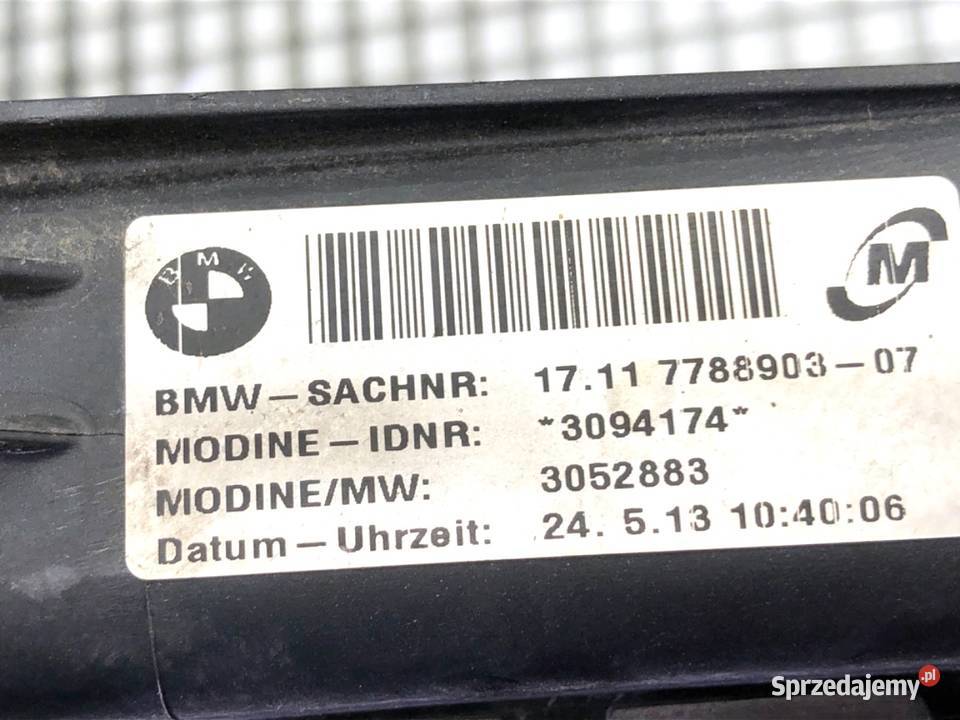 BMW
M
BMW-SACHNR: 17.11 7788903-07
MODINE-IDNR: *3094174*
MODINE/MW: 3052883
Datum-Uhrzeit: 24. 5.13 10:40:06
Sprzedajemy.pl